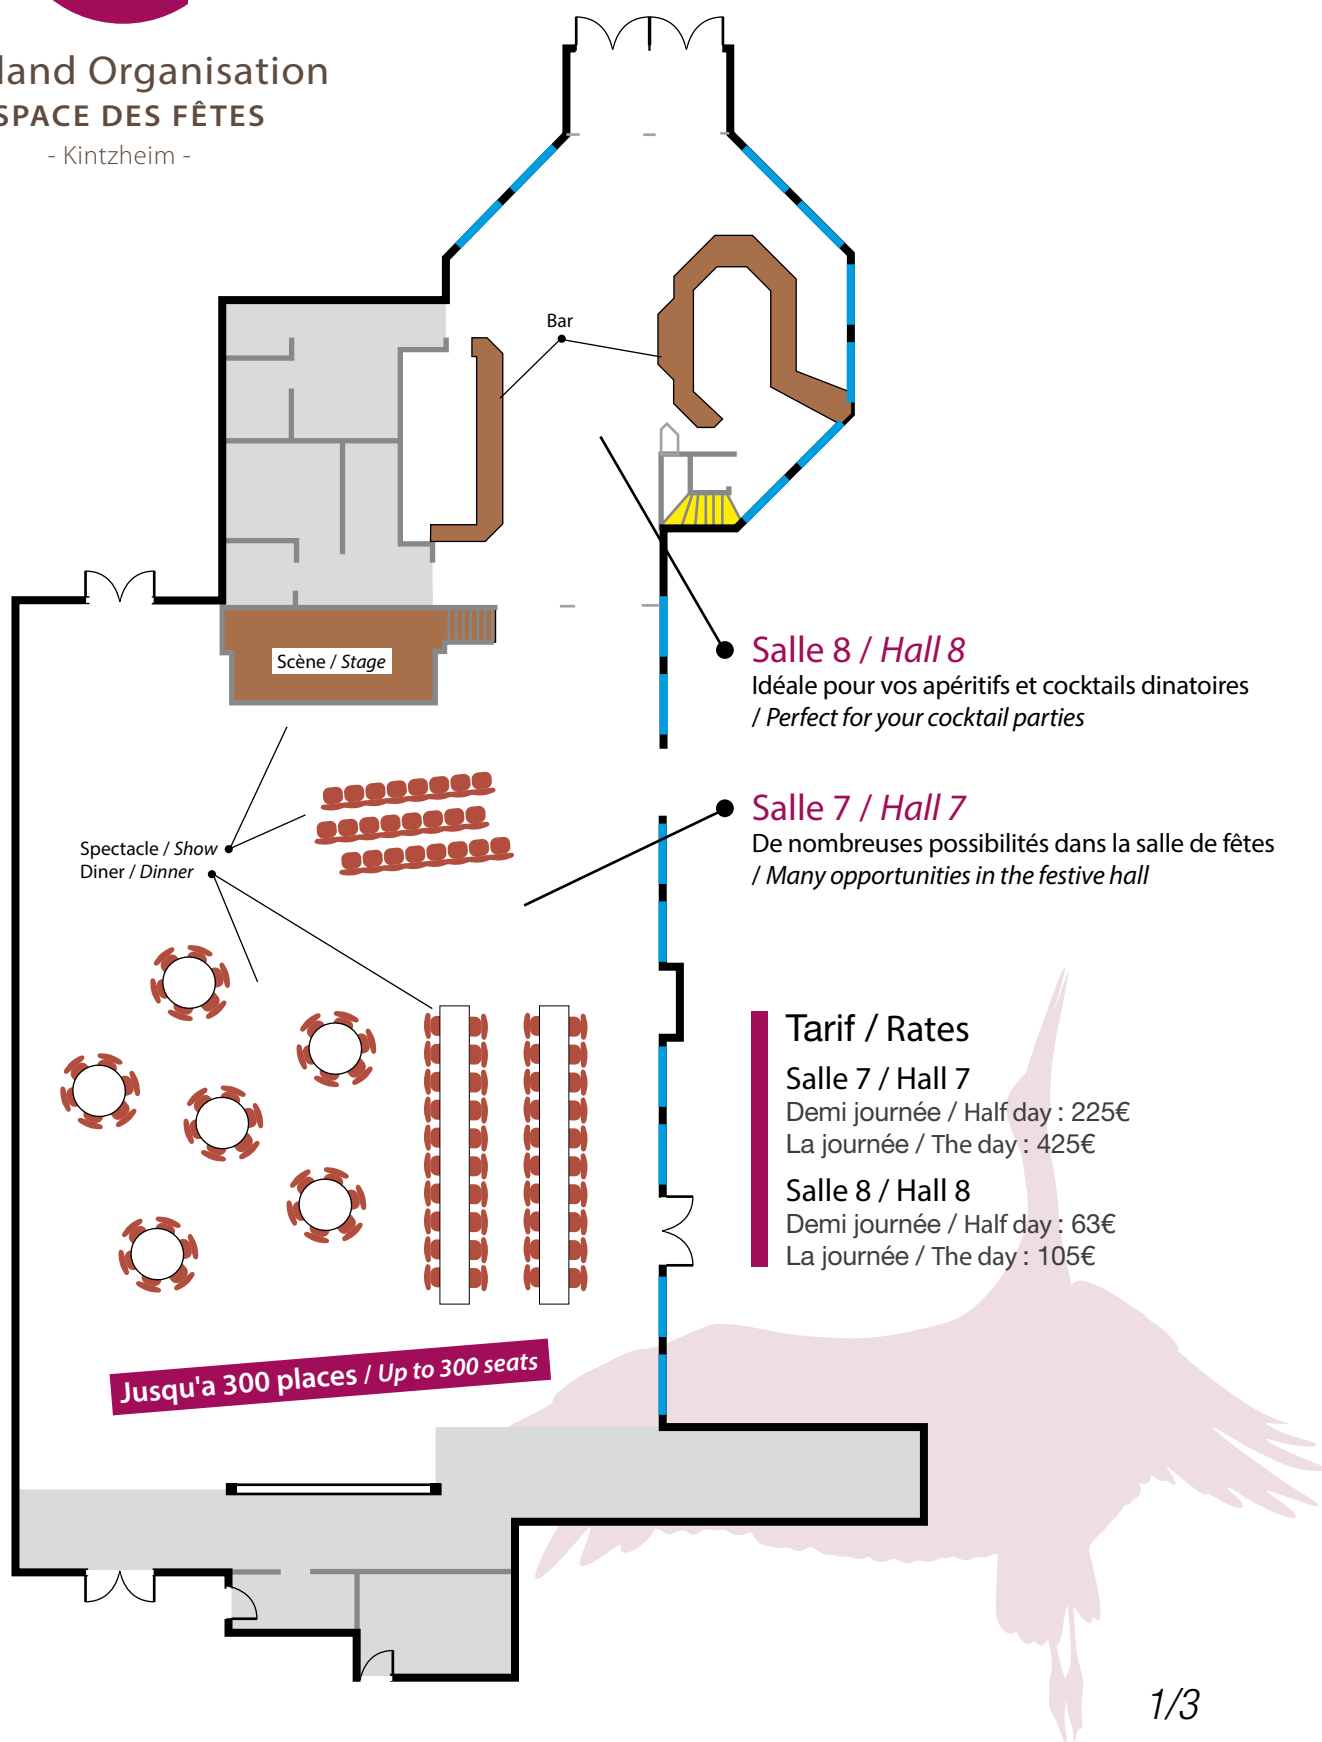 land Organisation
SPACE DES FÊTES
- Kintzheim -
Bar
Scène / Stage
Salle 8 / Hall 8
Idéale pour vos apéritifs et cocktails dinatoires
/ Perfect for your cocktail parties
Salle 7 / Hall 7
De nombreuses possibilités dans la salle de fêtes
/ Many opportunities in the festive hall
Spectacle / Show
Diner / Dinner
Tarif / Rates
Salle 7 / Hall 7
Demi journée / Half day : 225€
La journée / The day : 425€
Salle 8 / Hall 8
Demi journée / Half day : 63€
La journée / The day : 105€
Jusqu'a 300 places / Up to 300 seats
1/3